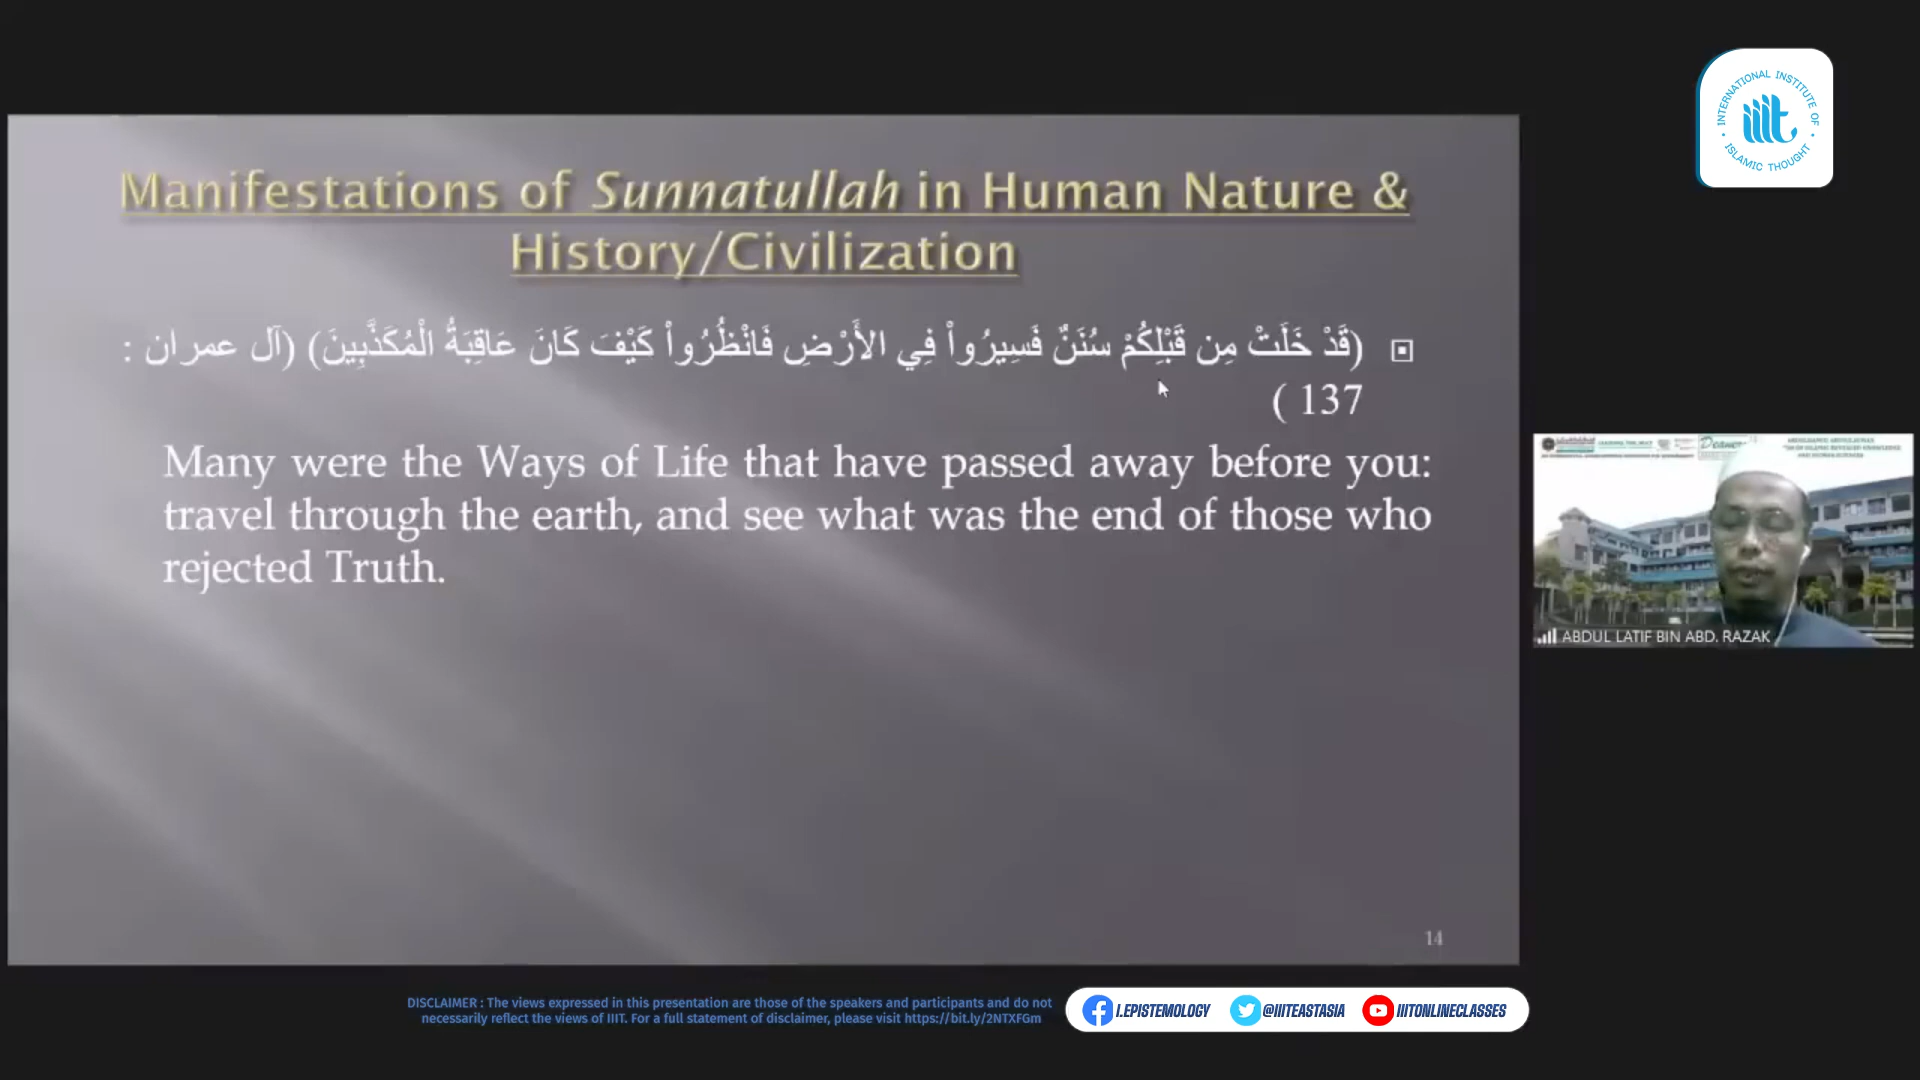 INTERNATIONAL INSTITUTE OF
ISLAMIC THOUGHT
iiit
Manifestations of Sunnatullah in Human Nature &
History/Civilization
(قَدْ خَلَتْ مِن قَبْلِكُمْ سُنَنٌ فَسِيرُواْ فِي الأَرْضِ فَانْظُرُواْ كَيْفَ كَانَ عَاقِبَةُ الْمُكَذَّبِينَ) (آل عمران :
137 )
Many were the Ways of Life that have passed away before you:
travel through the earth, and see what was the end of those who
rejected Truth.
14
ABDUL LATIF BIN ABD. RAZAK
DISCLAIMER : The views expressed in this presentation are those of the speakers and participants and do not
necessarily reflect the views of IIIT. For a full statement of disclaimer, please visit https://bit.ly/2NTXFGm
I.EPISTEMOLOGY @IIITEASTASIA IIITONLINECLASSES